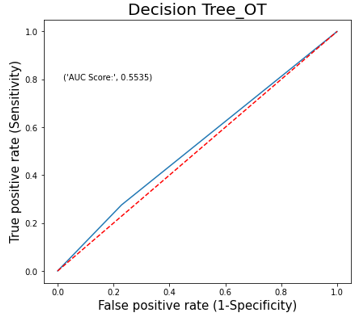 Decision Tree_OT
1.0
('AUC Score:', 0.5535)
0.8
0.6
0.4
0.2
0.0
True positive rate (Sensitivity)
0.0 0.2 0.4 0.6 0.8 1.0
False positive rate (1-Specificity)